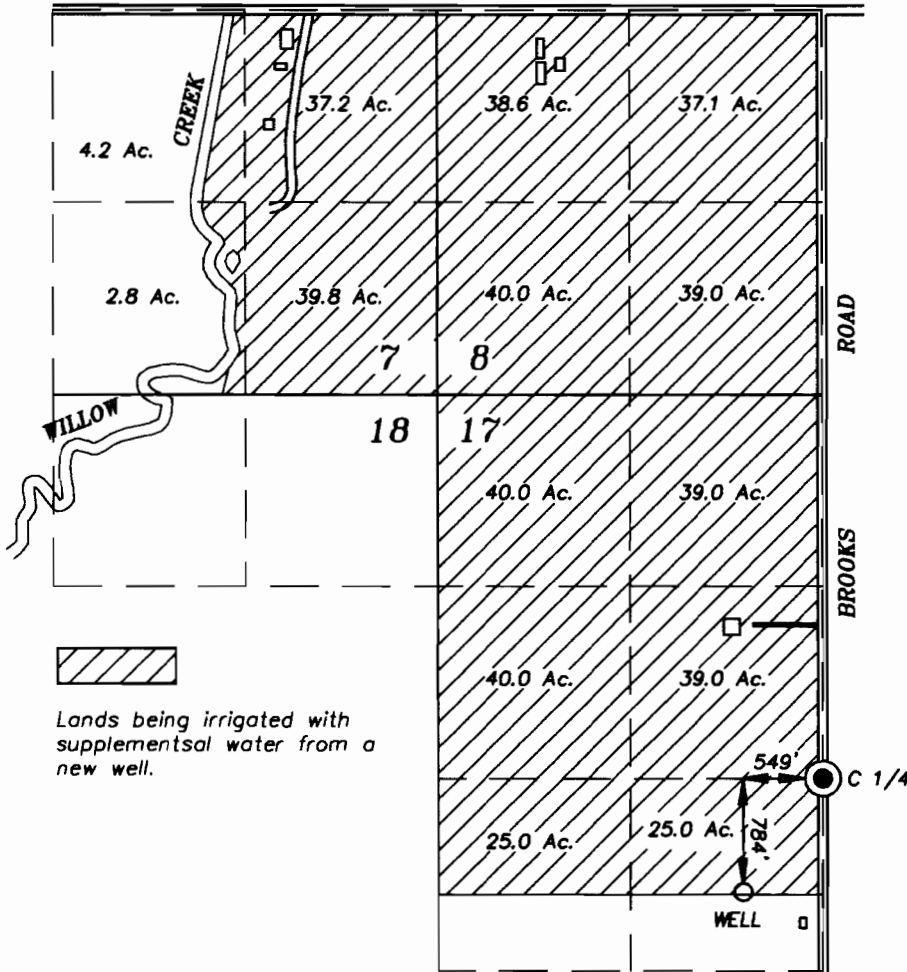 CREEK
37.2 Ac.
38.6 Ac.
37.1 Ac.
4.2 Ac.
2.8 Ac.
39.8 Ac.
40.0 Ac.
39.0 Ac.
ROAD
7
8
WILLOW
18
17
40.0 Ac.
39.0 Ac.
BROOKS
40.0 Ac.
39.0 Ac.
Lands being irrigated with
supplementsal water from a
new well.
549'
C 1/4
25.0 Ac.
25.0 Ac.
784'
WELL